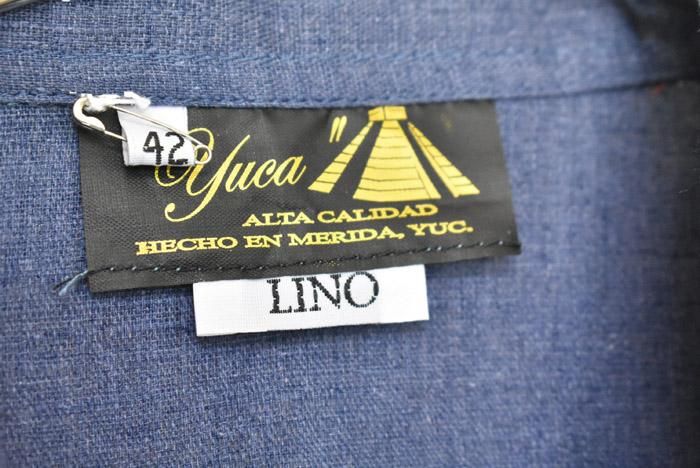 42
Yuca"
ALTA CALIDAD
HECHO EN MERIDA, YUC.
LINO